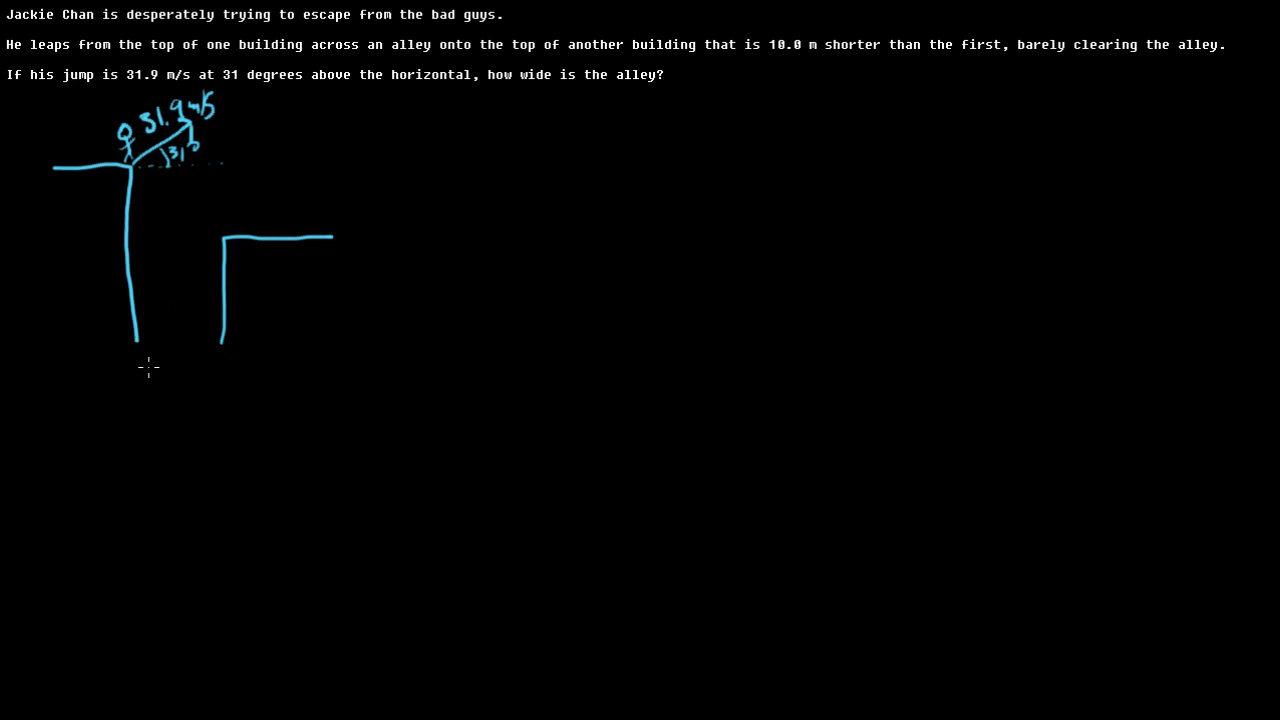 Jackie Chan is desperately trying to escape from the bad guys.
He leaps from the top of one building across an alley onto the top of another building that is 10.0 m shorter than the first, barely clearing the alley.
If his jump is 31.9 m/s at 31 degrees above the horizontal, how wide is the alley?
31.9 m/s
31°